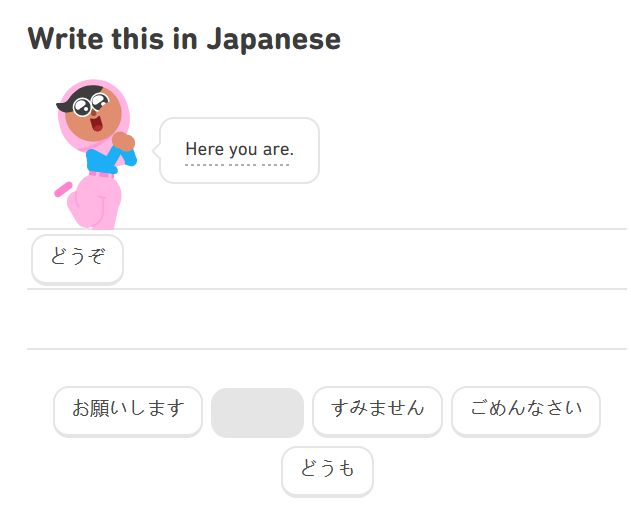 Write this in Japanese
Here you are.
どうぞ
お願いします
すみません
ごめんなさい
どうも